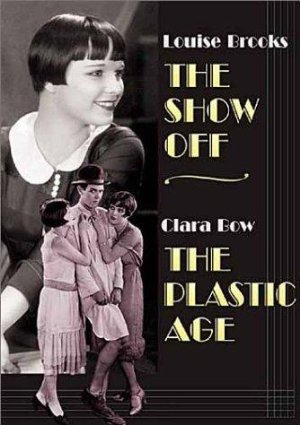 Louise Brooks
THE
SHOW
OFF
Clara Bow
THE
PLASTIC
AGE